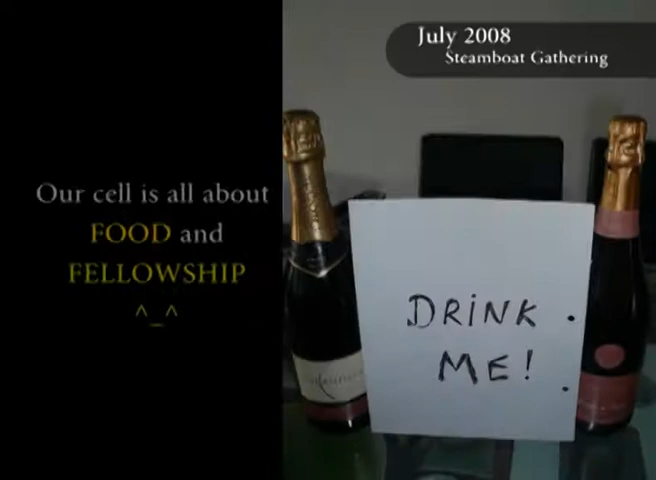 July 2008
Steamboat Gathering
Our cell is all about
FOOD and
FELLOWSHIP
^_^
DRINK
ME!